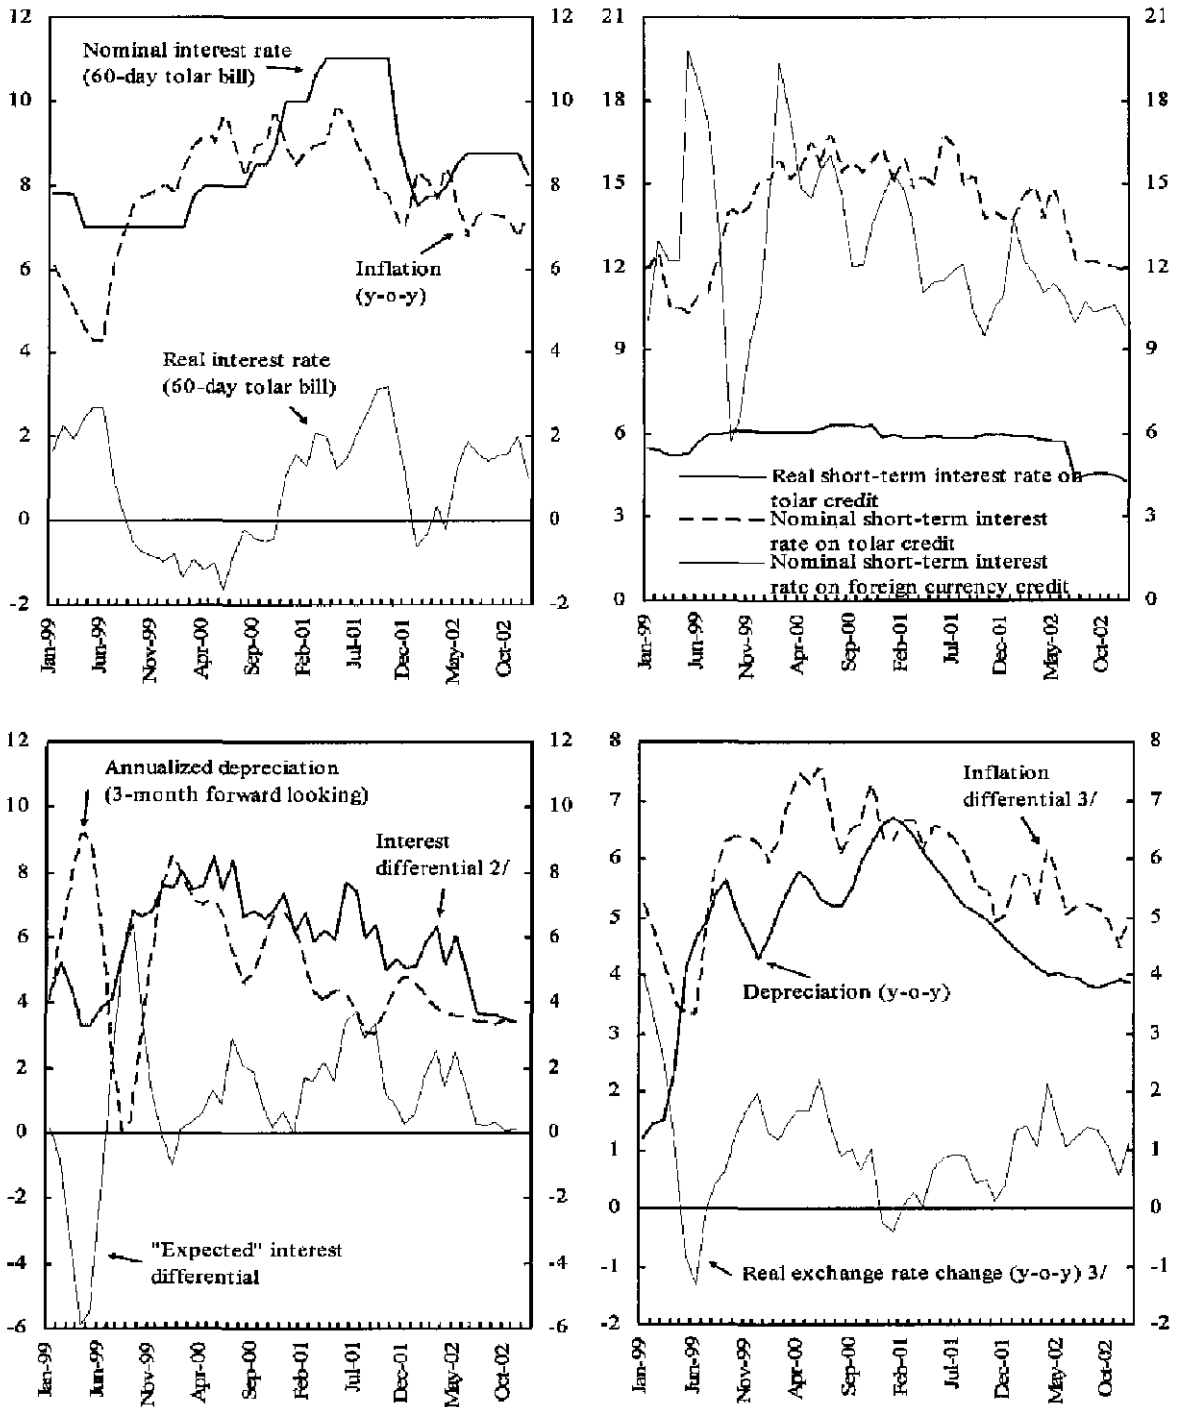 12
10
8
6
4
2
0
-2
12
10
8
6
4
2
0
-2
Nominal interest rate
(60-day tolar bill)
Inflation
(y-o-y)
Real interest rate
(60-day tolar bill)
Jan-99
Jun-99
Nov-99
Apr-00
Sep-00
Feb-01
Jul-01
Dec-01
May-02
Oct-02
21
18
15
12
9
6
3
0
21
18
15
12
9
6
3
0
Real short-term interest rate on
tolar credit
Nominal short-term interest
rate on tolar credit
Nominal short-term interest
rate on foreign currency credit
Jan-99
Jun-99
Nov-99
Apr-00
Sep-00
Feb-01
Jul-01
Dec-01
May-02
Oct-02
12
10
8
6
4
2
0
-2
-4
-6
12
10
8
6
4
2
0
-2
-4
-6
Annualized depreciation
(3-month forward looking)
Interest
differential 2/
"Expected" interest
differential
Jan-99
Jun-99
Nov-99
Apr-00
Sep-00
Feb-01
Jul-01
Dec-01
May-02
Oct-02
8
7
6
5
4
3
2
1
0
-1
-2
8
7
6
5
4
3
2
1
0
-1
-2
Inflation
differential 3/
Depreciation (y-o-y)
Real exchange rate change (y-o-y) 3/
Jan-99
Jun-99
Nov-99
Apr-00
Sep-00
Feb-01
Jul-01
Dec-01
May-02
Oct-02